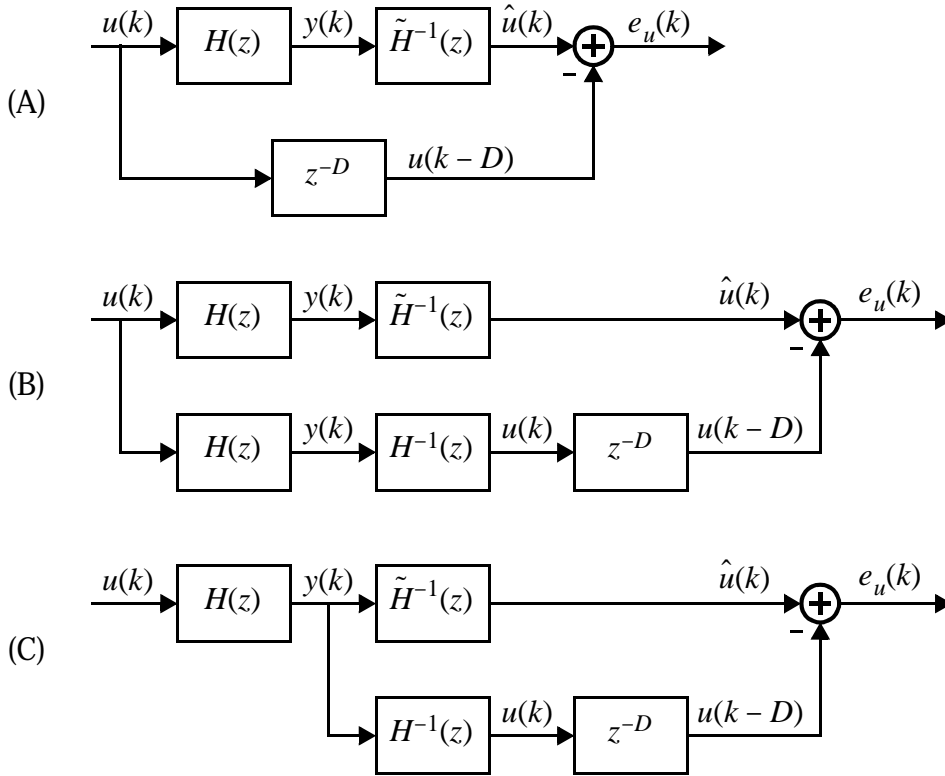 u(k) H(z) y(k) H̃⁻¹(z) û(k) + e_u(k)
−
(A)
z⁻ᴰ u(k – D)
u(k) H(z) y(k) H̃⁻¹(z) û(k) + e_u(k)
−
(B)
H(z) y(k) H⁻¹(z) u(k) z⁻ᴰ u(k – D)
u(k) H(z) y(k) H̃⁻¹(z) û(k) + e_u(k)
−
(C)
H⁻¹(z) u(k) z⁻ᴰ u(k – D)